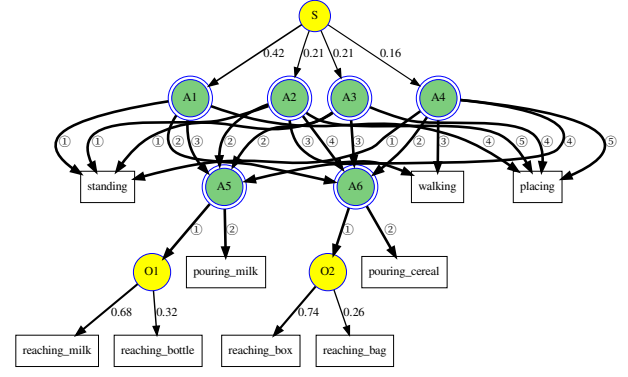 S
0.42 0.21 0.21 0.16
A1 A2 A3 A4
① ① ① ② ③ ② ② ③ ④ ③ ① ② ③ ④ ⑤ ④ ④ ⑤
standing A5 A6 walking placing
① ② ① ②
O1 pouring_milk O2 pouring_cereal
0.68 0.32 0.74 0.26
reaching_milk reaching_bottle reaching_box reaching_bag